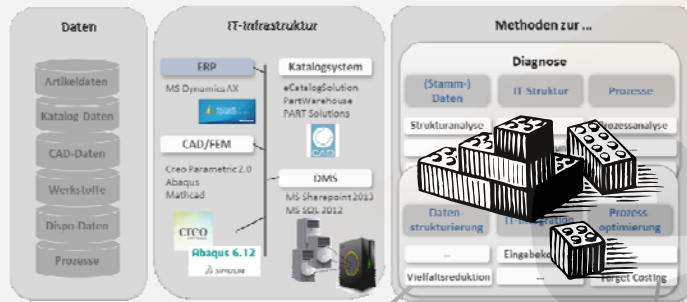 Daten
Artikeldaten
Katalog-Daten
CAD-Daten
Werkstoffe
Dispo-Daten
Prozesse
IT-Infrastruktur
ERP
MS Dynamics AX
CAD/FEM
Creo Parametric 2.0
Abaqus
Mathcad
creo
Abaqus 6.12
SIMULIA
Katalogsystem
eCatalogSolution
PartWarehouse
PART Solutions
CAD
DMS
MS Sharepoint 2013
MS SQL 2012
Methoden zur ...
Diagnose
(Stamm-)
Daten
IT-Struktur
Prozesse
Strukturanalyse
Prozessanalyse
...
Daten-
strukturierung
IT-Integration
Prozess
optimierung
...
Vielfaltsreduktion
...
Target Costing